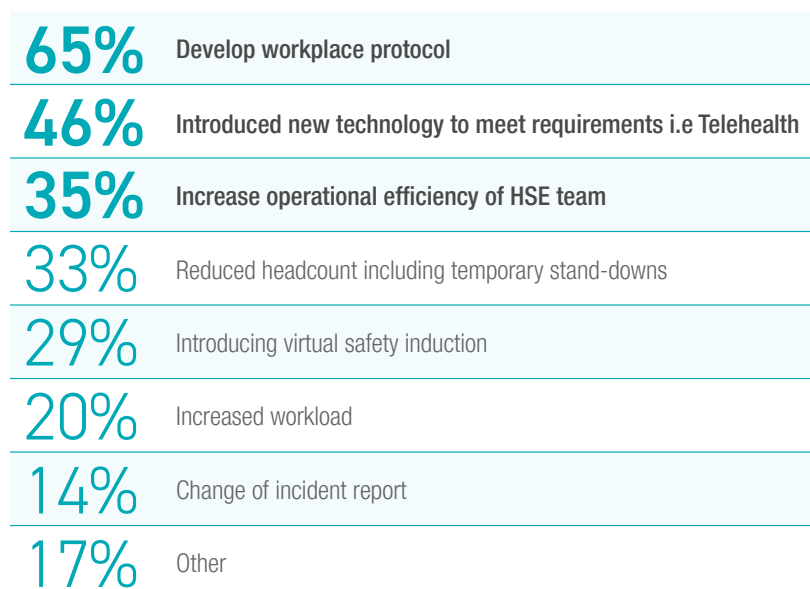 65% Develop workplace protocol
46% Introduced new technology to meet requirements i.e Telehealth
35% Increase operational efficiency of HSE team
33% Reduced headcount including temporary stand-downs
29% Introducing virtual safety induction
20% Increased workload
14% Change of incident report
17% Other